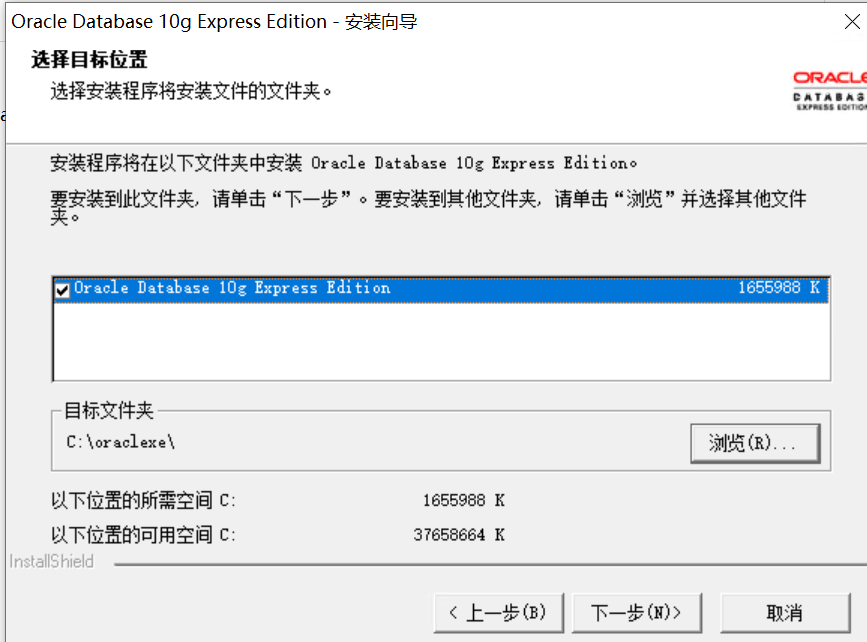 Oracle Database 10g Express Edition - 安装向导
选择目标位置
选择安装程序将安装文件的文件夹。
ORACLE
DATABAS
EXPRESS EDITION
安装程序将在以下文件夹中安装 Oracle Database 10g Express Edition。
要安装到此文件夹, 请单击“下一步”。要安装到其他文件夹, 请单击“浏览”并选择其他文件
夹。
Oracle Database 10g Express Edition 1655988 K
目标文件夹
C:\oraclexe\
浏览(R)...
以下位置的所需空间 C: 1655988 K
以下位置的可用空间 C: 37658664 K
InstallShield
< 上一步(B) 下一步(N)> 取消